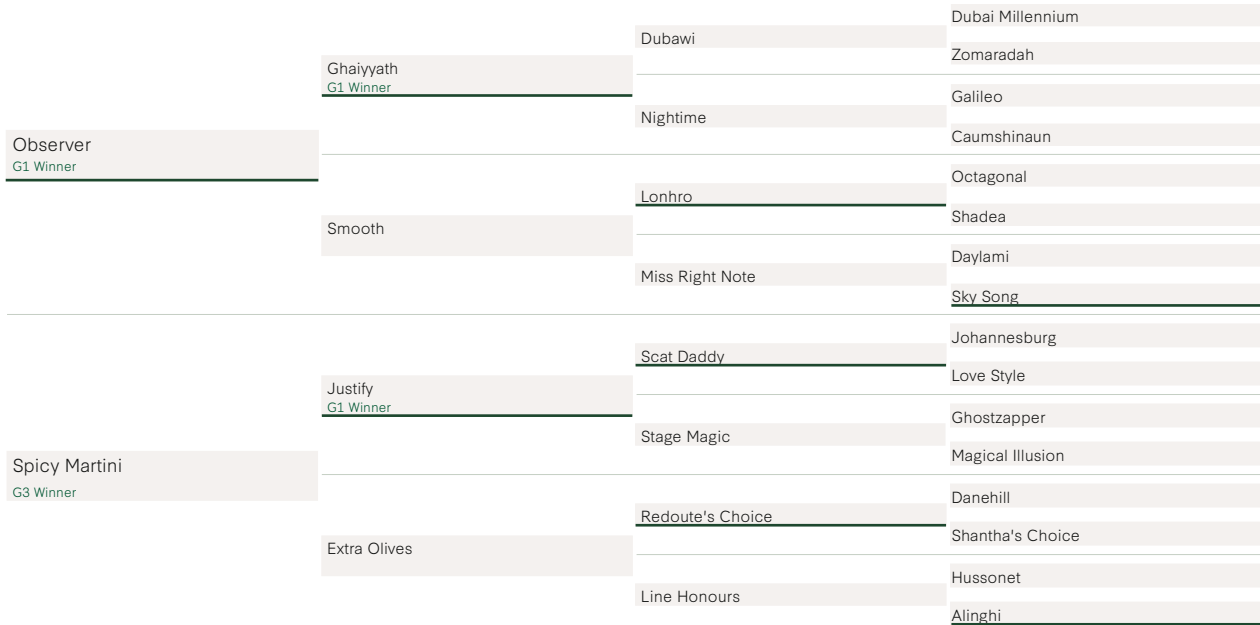 Observer
G1 Winner
Spicy Martini
G3 Winner
Ghaiyyath
G1 Winner
Smooth
Justify
G1 Winner
Extra Olives
Dubawi
Nightime
Lonhro
Miss Right Note
Scat Daddy
Stage Magic
Redoute's Choice
Line Honours
Dubai Millennium
Zomaradah
Galileo
Caumshinaun
Octagonal
Shadea
Daylami
Sky Song
Johannesburg
Love Style
Ghostzapper
Magical Illusion
Danehill
Shantha's Choice
Hussonet
Alinghi